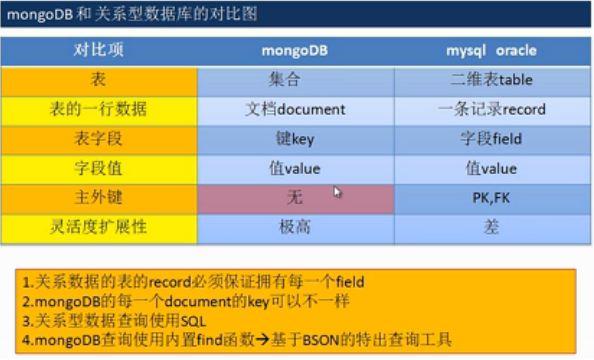 mongoDB 和 关系型数据库的对比图
对比项 mongoDB mysql oracle
表 集合 二维表table
表的一行数据 文档document 一条记录record
表字段 键key 字段field
字段值 值value 值value
主外键 无 PK,FK
灵活度扩展性 极高 差
1.关系数据的表的record必须保证拥有每一个field
2.mongoDB的每一个document的key可以不一样
3.关系型数据查询使用SQL
4.mongoDB查询使用内置find函数→基于BSON的特出查询工具